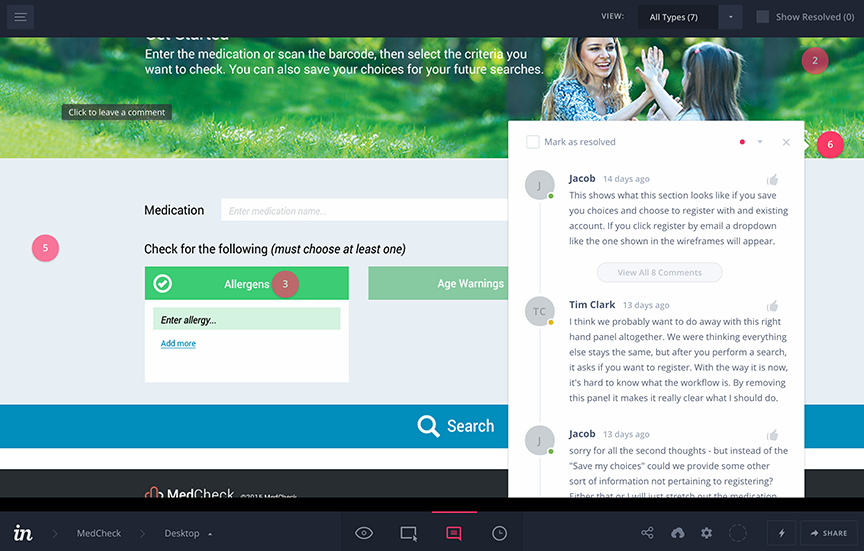 VIEW:
All Types (7)
Show Resolved (0)
Get Started
Enter the medication or scan the barcode, then select the criteria you
want to check. You can also save your choices for your future searches.
2
Click to leave a comment
Mark as resolved
6
Jacob 14 days ago
This shows what this section looks like if you save
you choices and choose to register with and existing
account. If you click register by email a dropdown
like the one shown in the wireframes will appear.
View All 8 Comments
Tim Clark 13 days ago
I think we probably want to do away with this right
hand panel altogether. We were thinking everything
else stays the same, but after you perform a search,
it asks if you want to register. With the way it is now,
it's hard to know what the workflow is. By removing
this panel it makes it really clear what I should do.
Jacob 13 days ago
sorry for all the second thoughts - but instead of the
"Save my choices" could we provide some other
sort of information not pertaining to registering?
Either that or I will just stretch out the medication
J
TC
J
Medication
Enter medication name...
5
Check for the following (must choose at least one)
Allergens
3
Age Warnings
Enter allergy...
Add more
Search
MedCheck ©2015 MedCheck
in
MedCheck
Desktop
SHARE